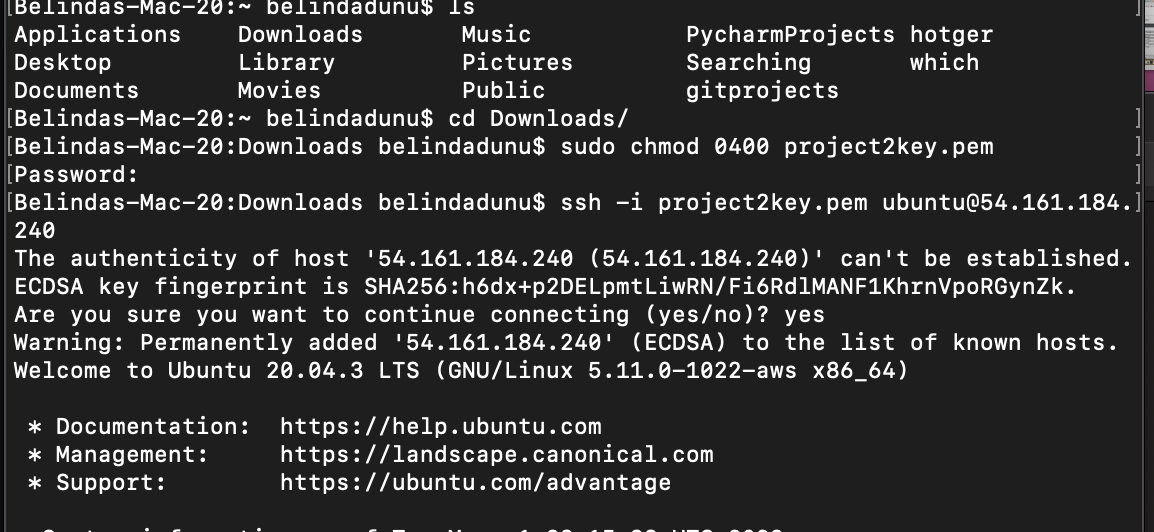 [Belindas-Mac-20:~ belindadunu$ ls ]
Applications Downloads Music PycharmProjects hotger
Desktop Library Pictures Searching which
Documents Movies Public gitprojects
[Belindas-Mac-20:~ belindadunu$ cd Downloads/ ]
[Belindas-Mac-20:Downloads belindadunu$ sudo chmod 0400 project2key.pem ]
[Password: ]
[Belindas-Mac-20:Downloads belindadunu$ ssh -i project2key.pem ubuntu@54.161.184.]
240
The authenticity of host '54.161.184.240 (54.161.184.240)' can't be established.
ECDSA key fingerprint is SHA256:h6dx+p2DELpmtLiwRN/Fi6RdlMANF1KhrnVpoRGynZk.
Are you sure you want to continue connecting (yes/no)? yes
Warning: Permanently added '54.161.184.240' (ECDSA) to the list of known hosts.
Welcome to Ubuntu 20.04.3 LTS (GNU/Linux 5.11.0-1022-aws x86_64)
* Documentation: https://help.ubuntu.com
* Management: https://landscape.canonical.com
* Support: https://ubuntu.com/advantage